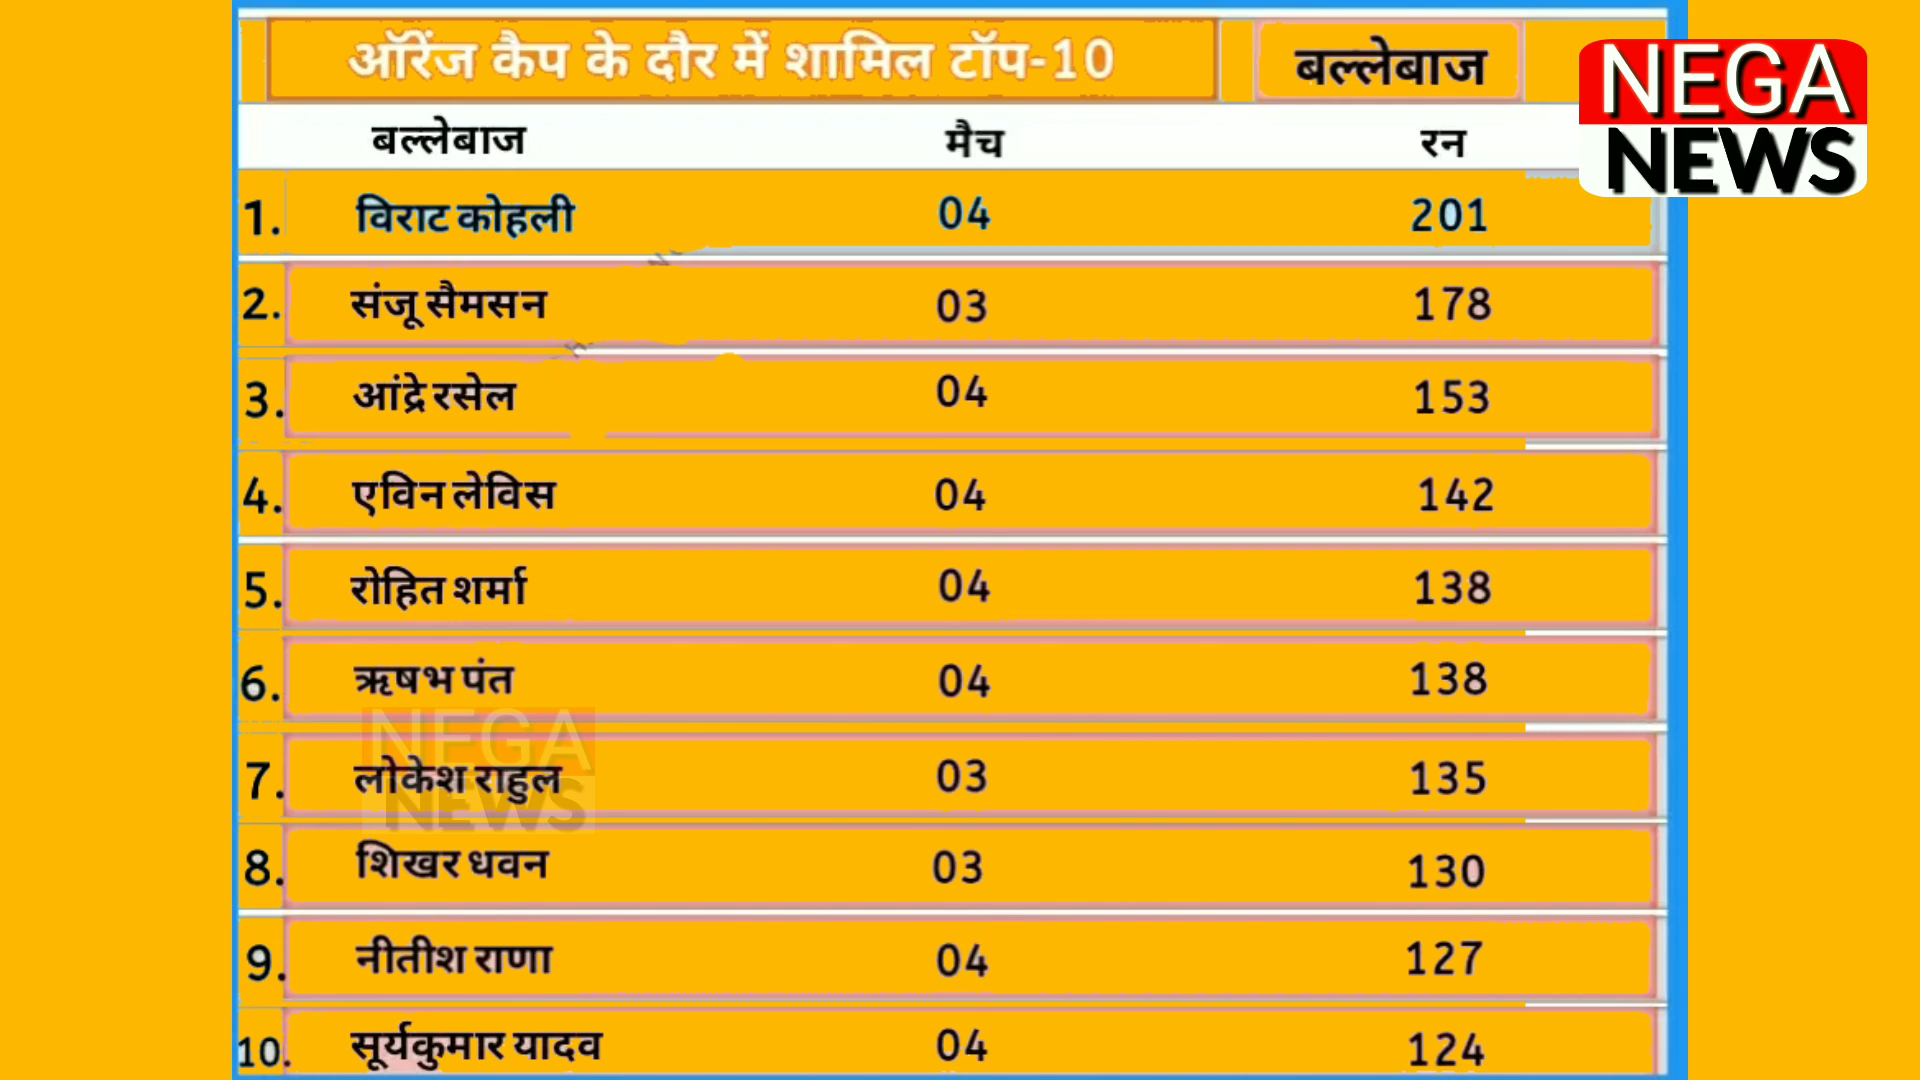 ऑरेंज कैप के दौर में शामिल टॉप-10 बल्लेबाज
NEGA
NEWS
बल्लेबाज मैच रन
1. विराट कोहली 04 201
2. संजू सैमसन 03 178
3. आंद्रे रसेल 04 153
4. एविन लेविस 04 142
5. रोहित शर्मा 04 138
6. ऋषभ पंत 04 138
NEGA
7. लोकेश राहुल 03 135
NEWS
8. शिखर धवन 03 130
9. नीतीश राणा 04 127
10. सूर्यकुमार यादव 04 124